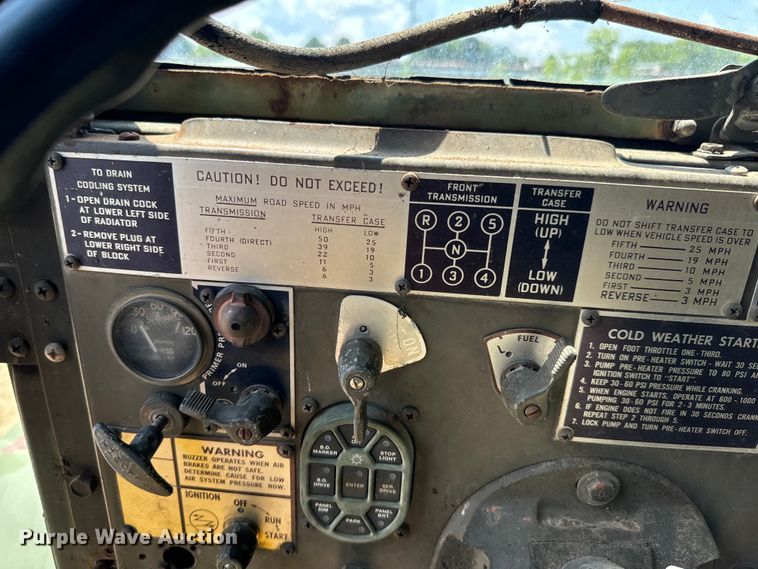 TO DRAIN
COOLING SYSTEM
1-OPEN DRAIN COCK
AT LOWER LEFT SIDE
OF RADIATOR
2-REMOVE PLUG AT
LOWER RIGHT SIDE
OF BLOCK
CAUTION! DO NOT EXCEED!
MAXIMUM ROAD SPEED IN MPH
TRANSMISSION TRANSFER CASE
HIGH LOW
FIFTH 50 25
FOURTH (DIRECT) 39 19
THIRD 22 10
SECOND 11 5
FIRST 6 3
REVERSE 6 3
FRONT
TRANSMISSION
R 2 5
N
1 3 4
TRANSFER
CASE
HIGH
(UP)
LOW
(DOWN)
WARNING
DO NOT SHIFT TRANSFER CASE TO
LOW WHEN VEHICLE SPEED IS OVER
FIFTH 25 MPH
FOURTH 19 MPH
THIRD 10 MPH
SECOND 5 MPH
FIRST 3 MPH
REVERSE 3 MPH
0 30 60 90 120
PRIMER
ON
OFF
ON
FUEL
COLD WEATHER START
1. OPEN FOOT THROTTLE ONE-THIRD.
2. TURN ON PRE-HEATER SWITCH - WAIT 30 SE
3. PUMP PRE-HEATER PRESSURE TO 80 PSI A
IGNITION SWITCH TO "START".
4. KEEP 30-60 PSI PRESSURE WHILE CRANKING.
5. WHEN ENGINE STARTS, OPERATE AT 600-1000
PUMPING 30-60 PSI FOR 2-3 MINUTES.
6. IF ENGINE DOES NOT FIRE IN 30 SECONDS CRANK
REPEAT STEP 2 THROUGH 5.
7. LOCK PUMP AND TURN PRE-HEATER SWITCH OFF.
WARNING
BUZZER OPERATES WHEN AIR
BRAKES ARE NOT SAFE.
DETERMINE CAUSE FOR LOW
AIR SYSTEM PRESSURE NOW.
IGNITION OFF
RUN
START
B.O.
MARKER
STOP
LIGHT
B.O.
DRIVE
ENTER
SER.
DRIVE
PANEL
DIM
PARK
PANEL
BRT
Purple Wave Auction